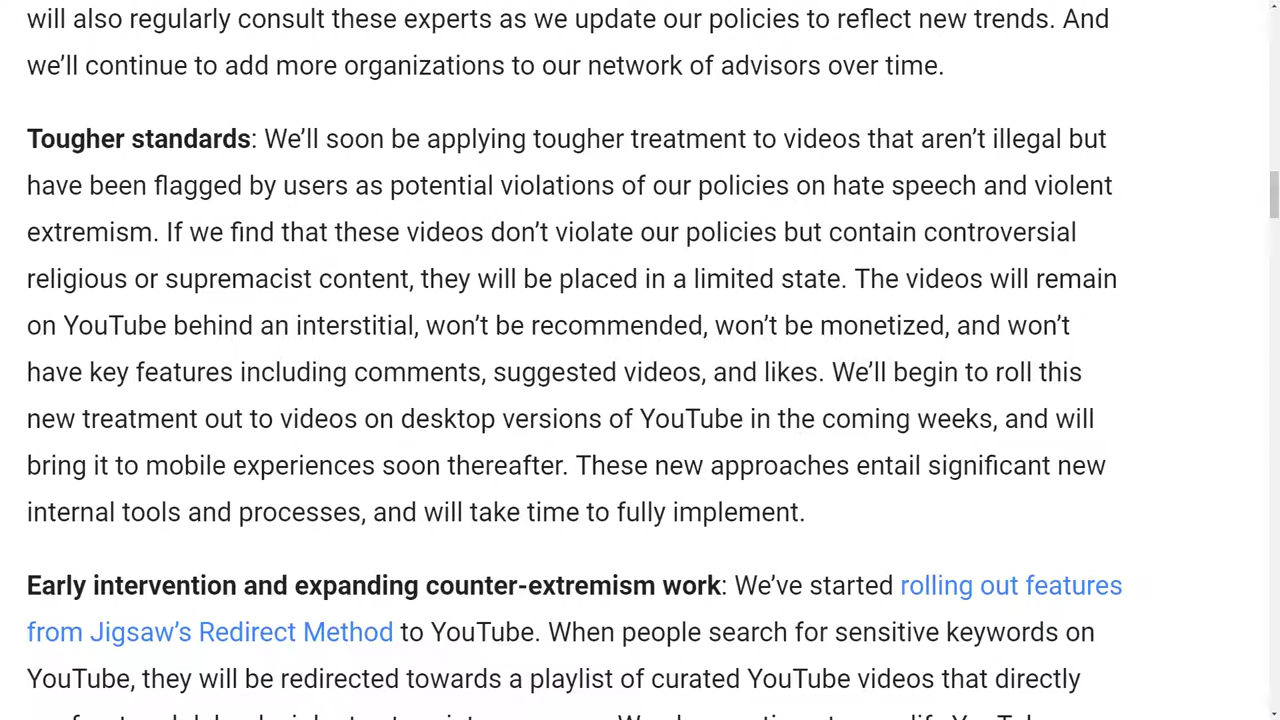 will also regularly consult these experts as we update our policies to reflect new trends. And
we’ll continue to add more organizations to our network of advisors over time.
Tougher standards: We’ll soon be applying tougher treatment to videos that aren’t illegal but
have been flagged by users as potential violations of our policies on hate speech and violent
extremism. If we find that these videos don’t violate our policies but contain controversial
religious or supremacist content, they will be placed in a limited state. The videos will remain
on YouTube behind an interstitial, won’t be recommended, won’t be monetized, and won’t
have key features including comments, suggested videos, and likes. We’ll begin to roll this
new treatment out to videos on desktop versions of YouTube in the coming weeks, and will
bring it to mobile experiences soon thereafter. These new approaches entail significant new
internal tools and processes, and will take time to fully implement.
Early intervention and expanding counter-extremism work: We’ve started rolling out features
from Jigsaw’s Redirect Method to YouTube. When people search for sensitive keywords on
YouTube, they will be redirected towards a playlist of curated YouTube videos that directly